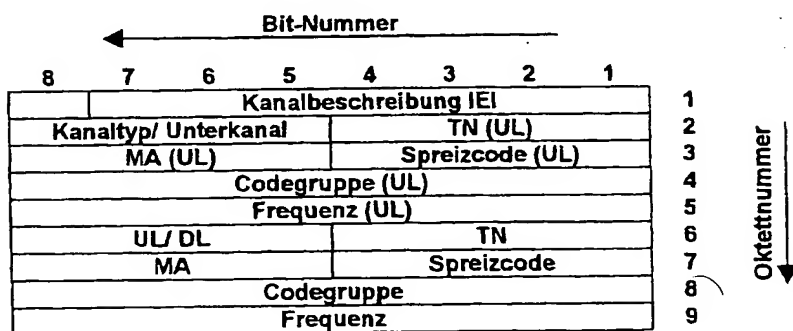 Bit-Nummer
8 7 6 5 4 3 2 1
Kanalbeschreibung IEI 1
Kanaltyp/ Unterkanal TN (UL) 2
MA (UL) Spreizcode (UL) 3
Codegruppe (UL) 4
Frequenz (UL) 5
UL/ DL TN 6
MA Spreizcode 7
Codegruppe 8
Frequenz 9
Oktettnummer